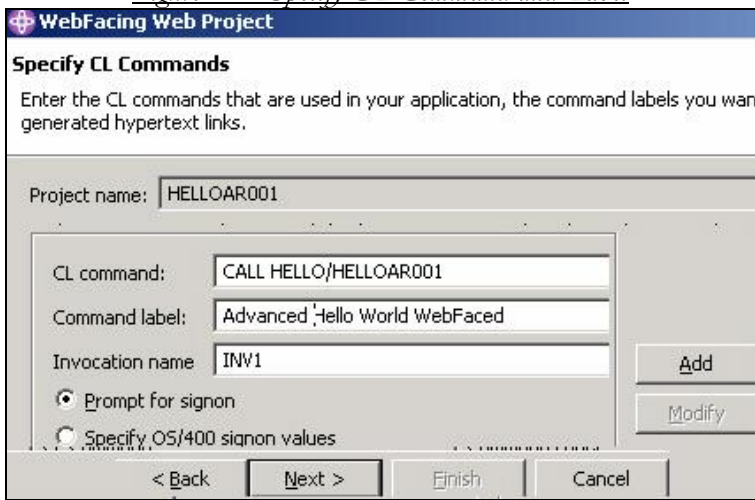 WebFacing Web Project
Specify CL Commands
Enter the CL commands that are used in your application, the command labels you wan
generated hypertext links.
Project name: HELLOAR001
CL command: CALL HELLO/HELLOAR001
Command label: Advanced Hello World WebFaced
Invocation name INV1
Add
Prompt for signon
Modify
Specify OS/400 signon values
< Back Next > Finish Cancel